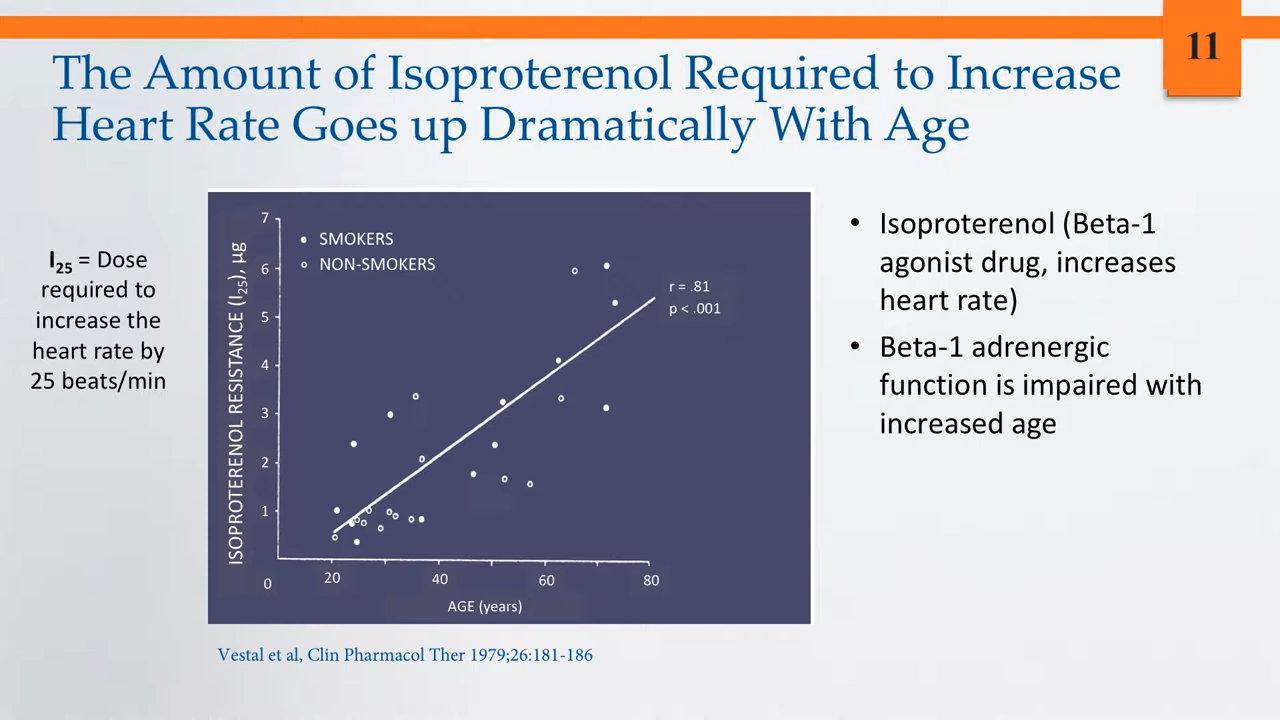 11
The Amount of Isoproterenol Required to Increase
Heart Rate Goes up Dramatically With Age
I25 = Dose
required to
increase the
heart rate by
25 beats/min
ISOPROTERENOL RESISTANCE (I25), µg
7
6
5
4
3
2
1
0
SMOKERS
NON-SMOKERS
r = .81
p < .001
20 40 60 80
AGE (years)
• Isoproterenol (Beta-1
agonist drug, increases
heart rate)
• Beta-1 adrenergic
function is impaired with
increased age
Vestal et al, Clin Pharmacol Ther 1979;26:181-186